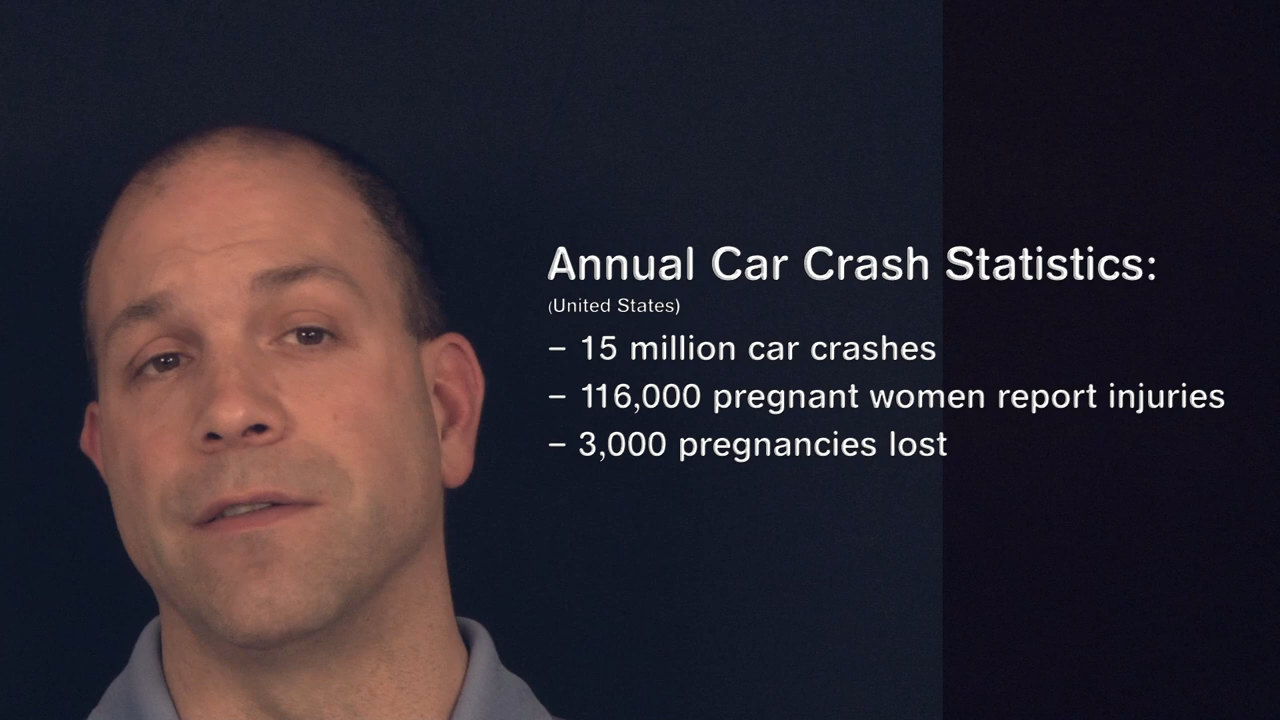 Annual Car Crash Statistics:
(United States)
– 15 million car crashes
– 116,000 pregnant women report injuries
– 3,000 pregnancies lost